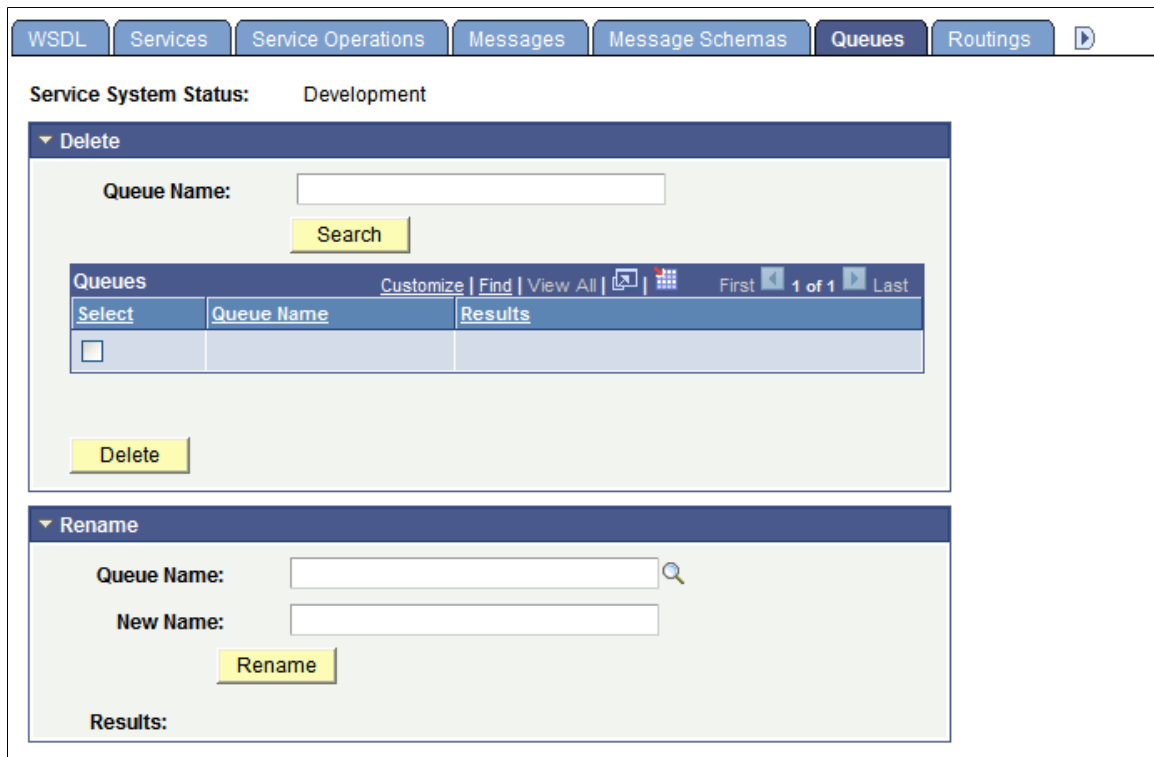 WSDL Services Service Operations Messages Message Schemas Queues Routings
Service System Status: Development
Delete
Queue Name:
Search
Queues Customize | Find | View All | | First 1 of 1 Last
Select Queue Name Results
Delete
Rename
Queue Name:
New Name:
Rename
Results: